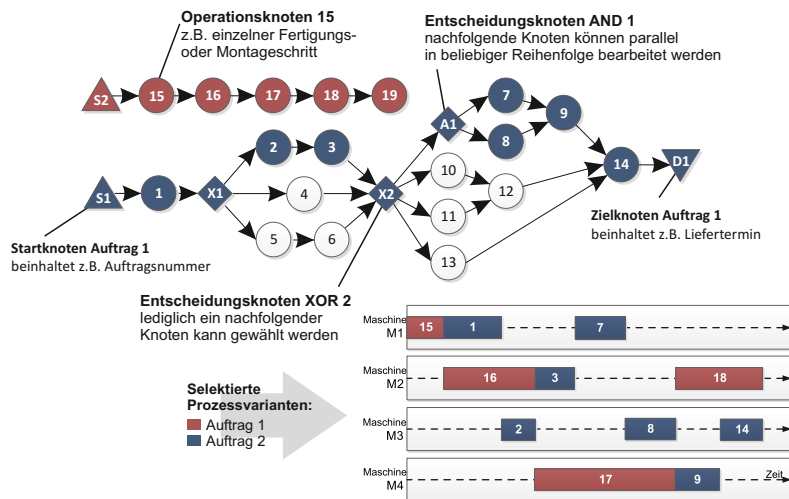 Operationsknoten 15
z.B. einzelner Fertigungs-
oder Montageschritt
Entscheidungsknoten AND 1
nachfolgende Knoten können parallel
in beliebiger Reihenfolge bearbeitet werden
S2 15 16 17 18 19
A1 7 8 9
S1 1 X1 2 3 4 5 6 X2 10 11 12 13 14 D1
Startknoten Auftrag 1
beinhaltet z.B. Auftragsnummer
Zielknoten Auftrag 1
beinhaltet z.B. Liefertermin
Entscheidungsknoten XOR 2
lediglich ein nachfolgender
Knoten kann gewählt werden
Selektierte
Prozessvarianten:
Auftrag 1
Auftrag 2
Maschine
M1
15 1 7
Maschine
M2
16 3 18
Maschine
M3
2 8 14
Maschine
M4
17 9
Zeit